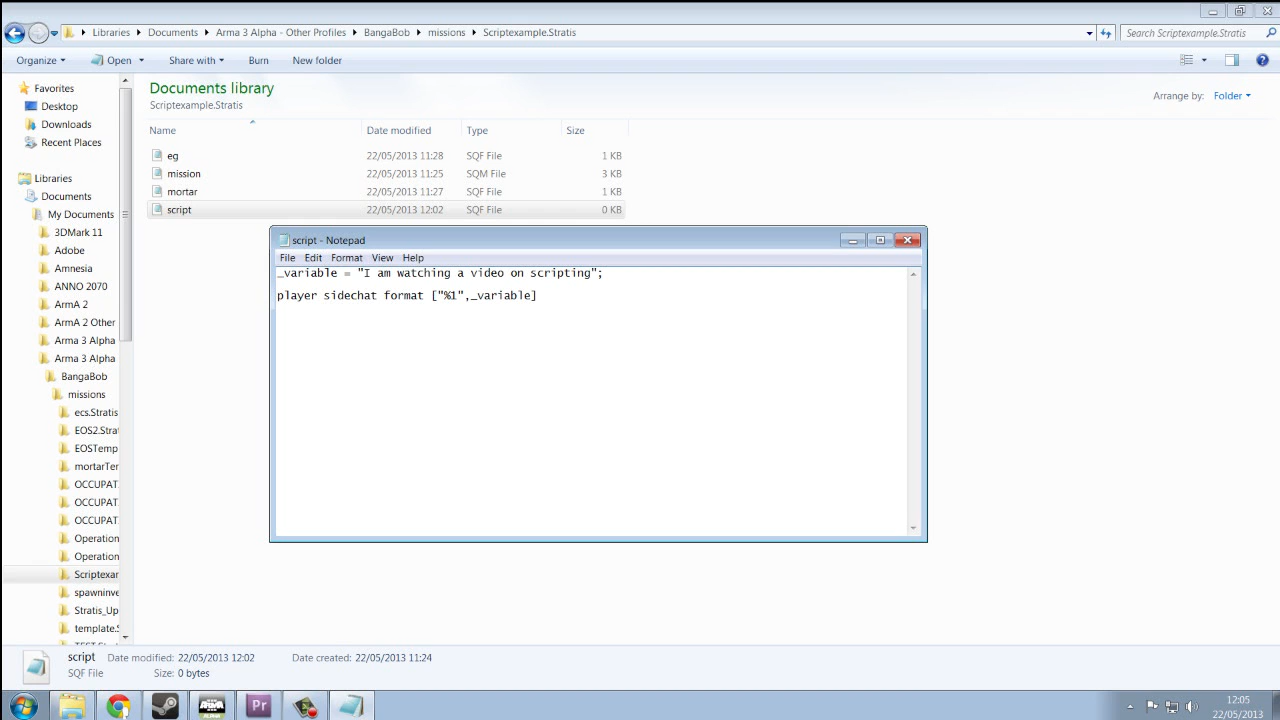 Libraries Documents Arma 3 Alpha - Other Profiles BangaBob missions Scriptexample.Stratis Search Scriptexample.Stratis
Organize Open Share with Burn New folder
Favorites
Desktop
Downloads
Recent Places
Libraries
Documents
My Documents
3DMark 11
Adobe
Amnesia
ANNO 2070
ArmA 2
ArmA 2 Other
Arma 3 Alpha
Arma 3 Alpha
BangaBob
missions
ecs.Stratis
EOS2.Strat
EOSTemp
mortarTer
OCCUPAT
OCCUPAT
OCCUPAT
Operation
Operation
Scriptexar
spawninve
Stratis_Up
template.S
Documents library
Scriptexample.Stratis
Arrange by: Folder
Name Date modified Type Size
eg 22/05/2013 11:28 SQF File 1 KB
mission 22/05/2013 11:25 SQM File 3 KB
mortar 22/05/2013 11:27 SQF File 1 KB
script 22/05/2013 12:02 SQF File 0 KB
script - Notepad
File Edit Format View Help
_variable = "I am watching a video on scripting";
player sidechat format ["%1",_variable]
script Date modified: 22/05/2013 12:02 Date created: 22/05/2013 11:24
SQF File Size: 0 bytes
ARMA
ALPHA
Pr
12:05
22/05/2013